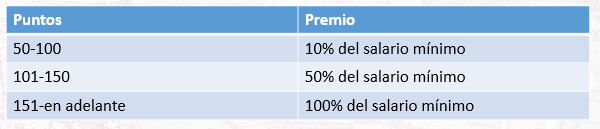 Puntos Premio
50-100 10% del salario mínimo
101-150 50% del salario mínimo
151-en adelante 100% del salario mínimo